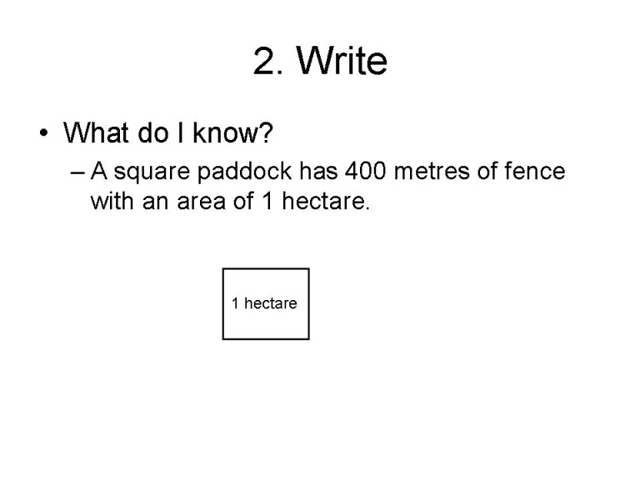 2. Write
• What do I know?
– A square paddock has 400 metres of fence
with an area of 1 hectare.
1 hectare